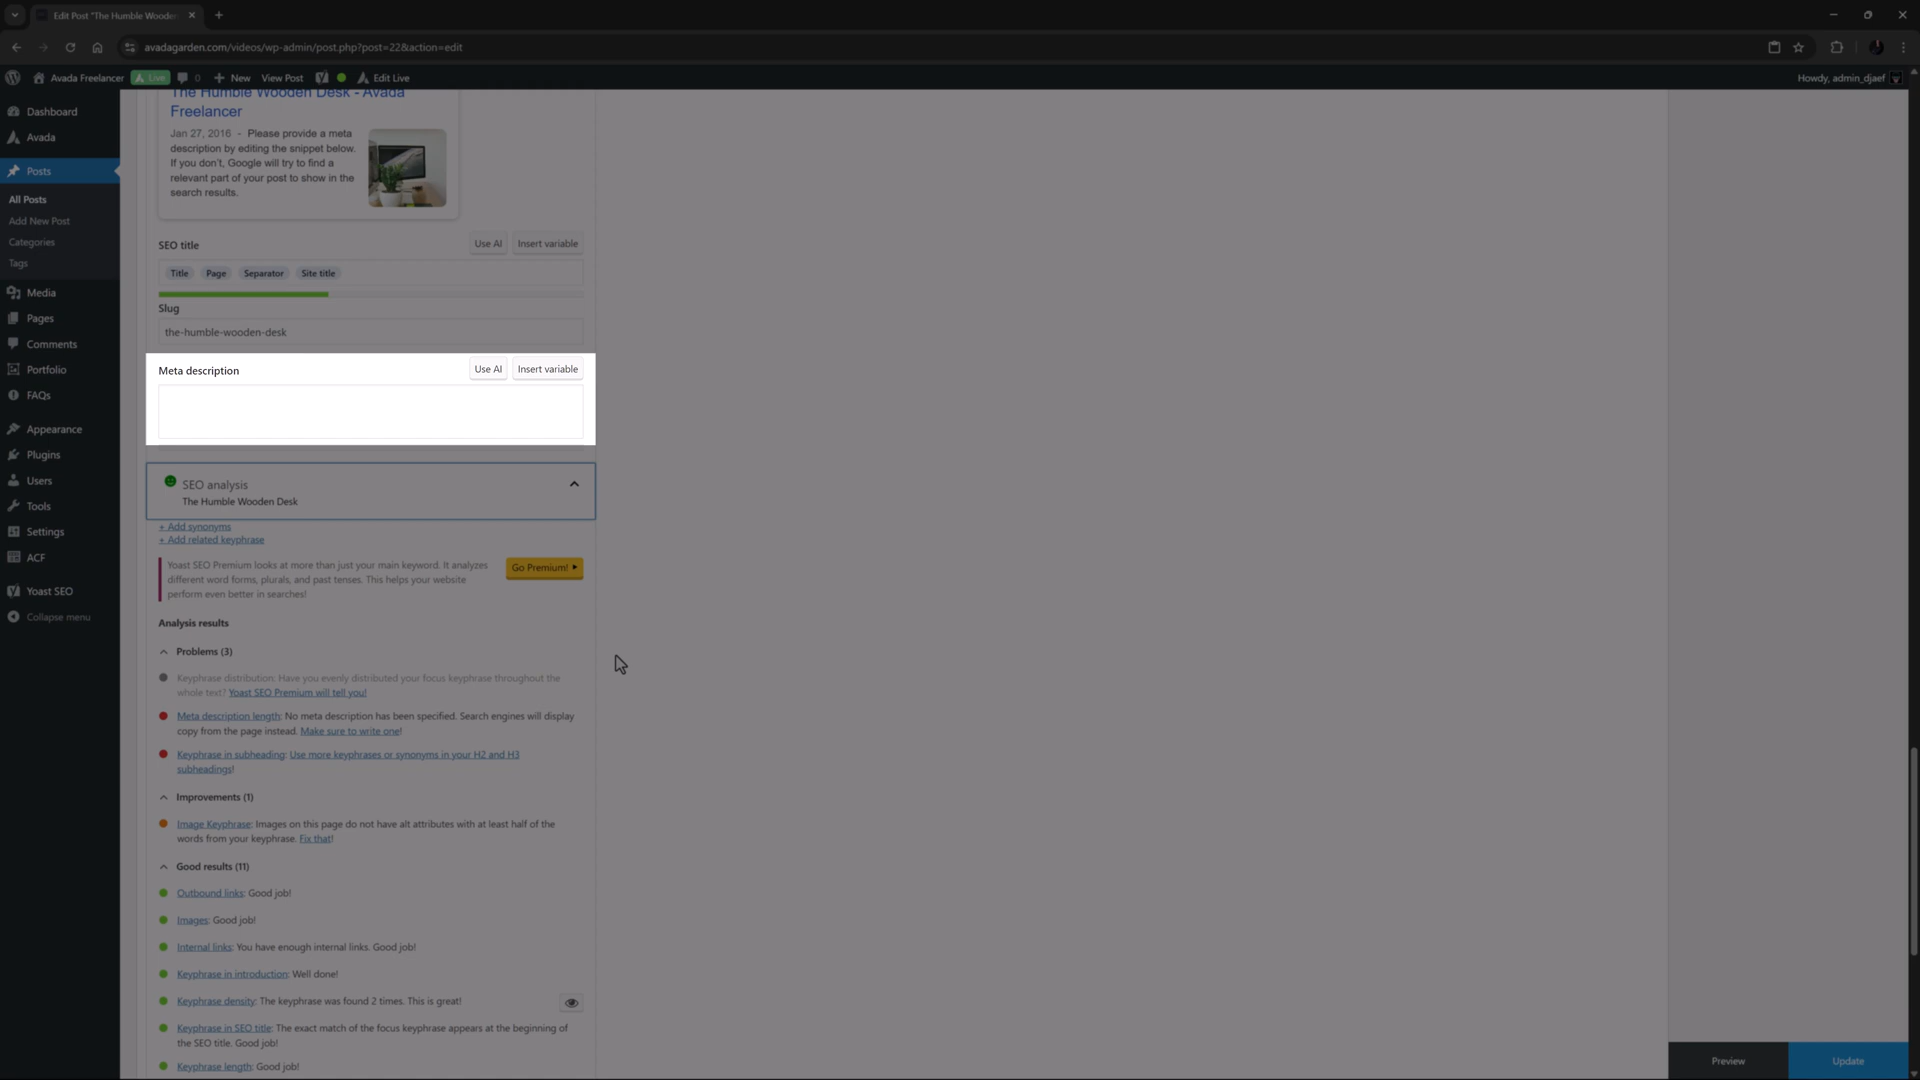 Edit Post "The Humble Wooden
avadagarden.com/videos/wp-admin/post.php?post=22&action=edit
Avada Freelancer
Live
0
New
View Post
Edit Live
Howdy, admin_djaef
Dashboard
Avada
Posts
All Posts
Add New Post
Categories
Tags
Media
Pages
Comments
Portfolio
FAQs
Appearance
Plugins
Users
Tools
Settings
ACF
Yoast SEO
Collapse menu
The Humble Wooden Desk - Avada
Freelancer
Jan 27, 2016 - Please provide a meta
description by editing the snippet below.
If you don't, Google will try to find a
relevant part of your post to show in the
search results.
SEO title
Use AI
Insert variable
Title Page Separator Site title
Slug
the-humble-wooden-desk
Meta description
Use AI
Insert variable
SEO analysis
The Humble Wooden Desk
+ Add synonyms
+ Add related keyphrase
Yoast SEO Premium looks at more than just your main keyword. It analyzes
different word forms, plurals, and past tenses. This helps your website
perform even better in searches!
Go Premium!
Analysis results
Problems (3)
Keyphrase distribution: Have you evenly distributed your focus keyphrase throughout the
whole text? Yoast SEO Premium will tell you!
Meta description length: No meta description has been specified. Search engines will display
copy from the page instead. Make sure to write one!
Keyphrase in subheading: Use more keyphrases or synonyms in your H2 and H3
subheadings!
Improvements (1)
Image Keyphrase: Images on this page do not have alt attributes with at least half of the
words from your keyphrase. Fix that!
Good results (11)
Outbound links: Good job!
Images: Good job!
Internal links: You have enough internal links. Good job!
Keyphrase in introduction: Well done!
Keyphrase density: The keyphrase was found 2 times. This is great!
Keyphrase in SEO title: The exact match of the focus keyphrase appears at the beginning of
the SEO title. Good job!
Keyphrase length: Good job!
Preview
Update